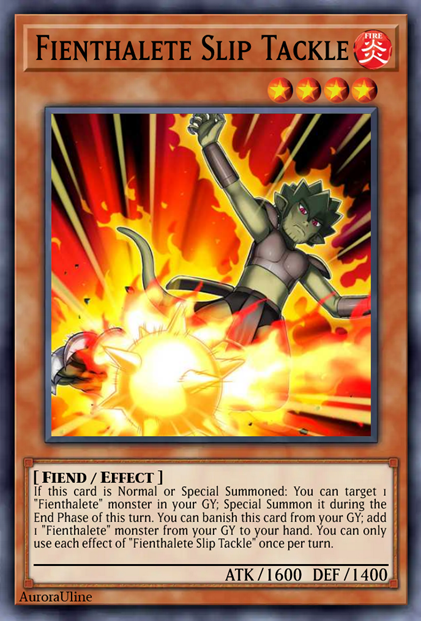 Fienthalete Slip Tackle
FIRE
炎
[ Fiend / Effect ]
If this card is Normal or Special Summoned: You can target 1
"Fienthalete" monster in your GY; Special Summon it during the
End Phase of this turn. You can banish this card from your GY; add
1 "Fienthalete" monster from your GY to your hand. You can only
use each effect of "Fienthalete Slip Tackle" once per turn.
ATK/1600 DEF/1400
AuroraUline